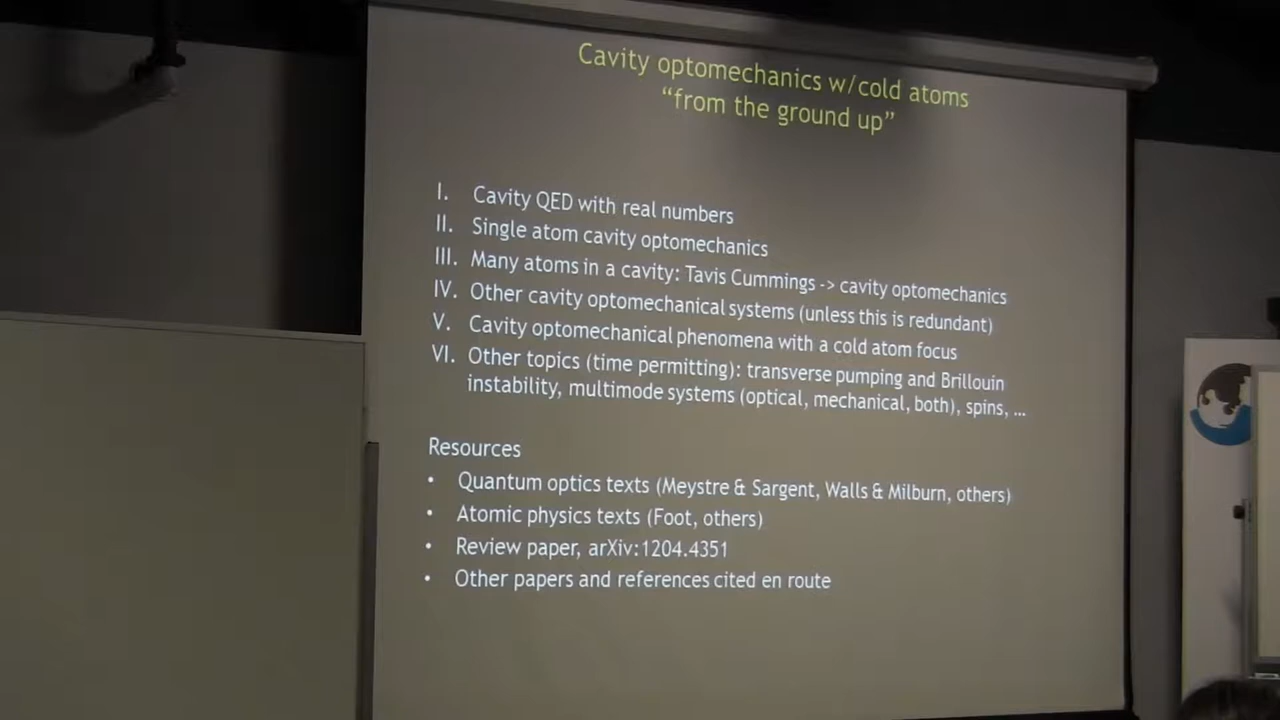 Cavity optomechanics w/cold atoms
“from the ground up”
I. Cavity QED with real numbers
II. Single atom cavity optomechanics
III. Many atoms in a cavity: Tavis Cummings -> cavity optomechanics
IV. Other cavity optomechanical systems (unless this is redundant)
V. Cavity optomechanical phenomena with a cold atom focus
VI. Other topics (time permitting): transverse pumping and Brillouin
instability, multimode systems (optical, mechanical, both), spins, …
Resources
• Quantum optics texts (Meystre & Sargent, Walls & Milburn, others)
• Atomic physics texts (Foot, others)
• Review paper, arXiv:1204.4351
• Other papers and references cited en route